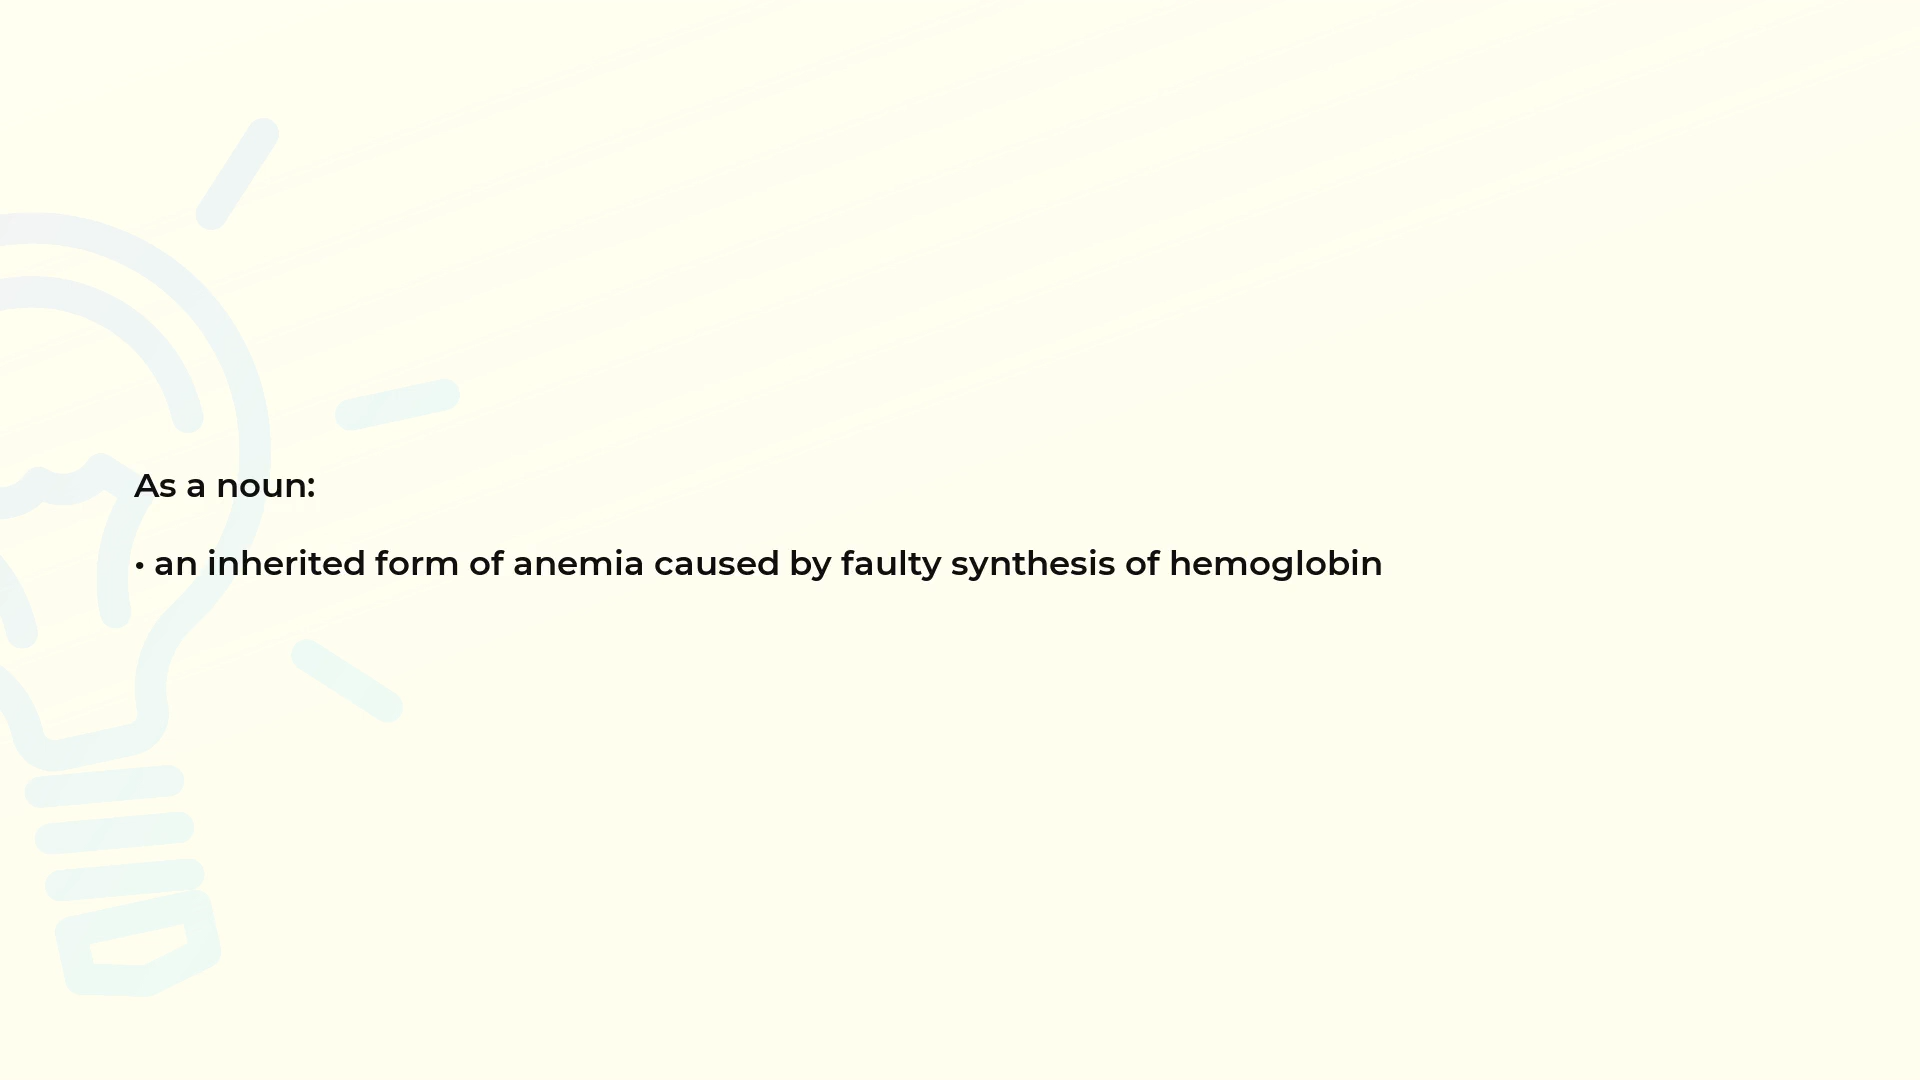 As a noun:
• an inherited form of anemia caused by faulty synthesis of hemoglobin